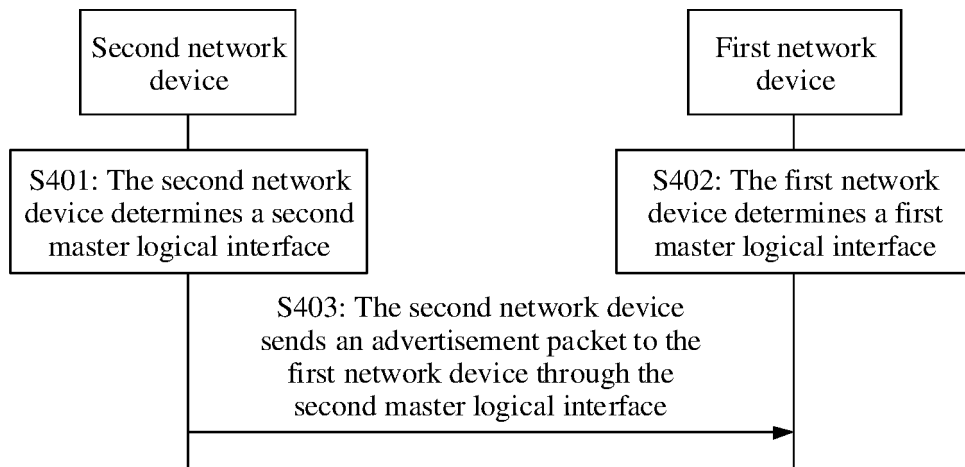 Second network
device
First network
device
S401: The second network
device determines a second
master logical interface
S402: The first network
device determines a first
master logical interface
S403: The second network device
sends an advertisement packet to the
first network device through the
second master logical interface